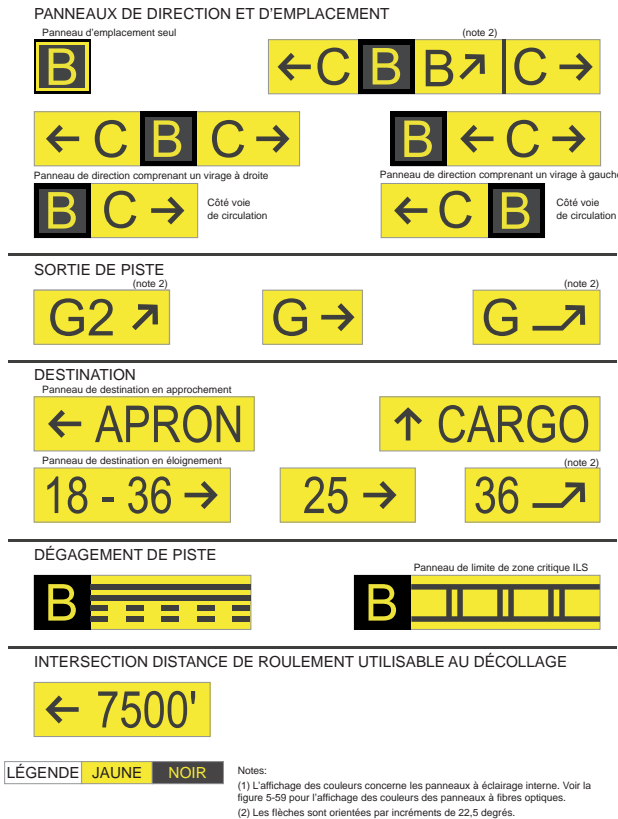 PANNEAUX DE DIRECTION ET D'EMPLACEMENT
Panneau d'emplacement seul
(note 2)
B
←C B B↗ C→
← C B C →
B ← C →
Panneau de direction comprenant un virage à droite
Panneau de direction comprenant un virage à gauche
B C →
Côté voie
de circulation
← C B
Côté voie
de circulation
SORTIE DE PISTE
(note 2)
(note 2)
G2 ↗
G →
G
DESTINATION
Panneau de destination en approchement
← APRON
↑ CARGO
Panneau de destination en éloignement
(note 2)
18 - 36 →
25 →
36
DÉGAGEMENT DE PISTE
Panneau de limite de zone critique ILS
B
B
INTERSECTION DISTANCE DE ROULEMENT UTILISABLE AU DÉCOLLAGE
← 7500'
LÉGENDE JAUNE NOIR
Notes:
(1) L'affichage des couleurs concerne les panneaux à éclairage interne. Voir la
figure 5-59 pour l'affichage des couleurs des panneaux à fibres optiques.
(2) Les flèches sont orientées par incréments de 22,5 degrés.